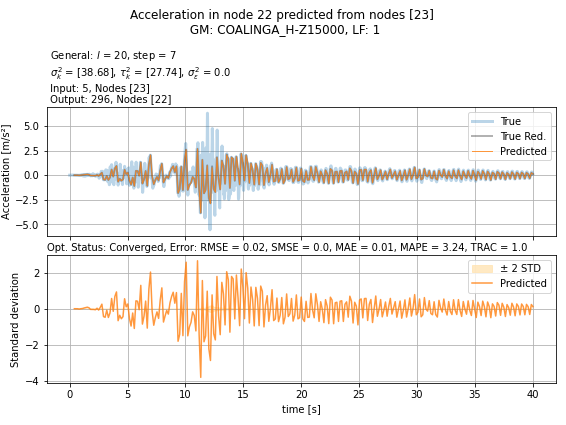 Acceleration in node 22 predicted from nodes [23]
GM: COALINGA_H-Z15000, LF: 1
General: l = 20, step = 7
σ²ₖ = [38.68], τ²ₖ = [27.74], σ²ε = 0.0
Input: 5, Nodes [23]
Output: 296, Nodes [22]
True
True Red.
Predicted
Acceleration [m/s²]
5.0
2.5
0.0
−2.5
−5.0
Opt. Status: Converged, Error: RMSE = 0.02, SMSE = 0.0, MAE = 0.01, MAPE = 3.24, TRAC = 1.0
± 2 STD
Predicted
Standard deviation
2
0
−2
−4
0 5 10 15 20 25 30 35 40
time [s]